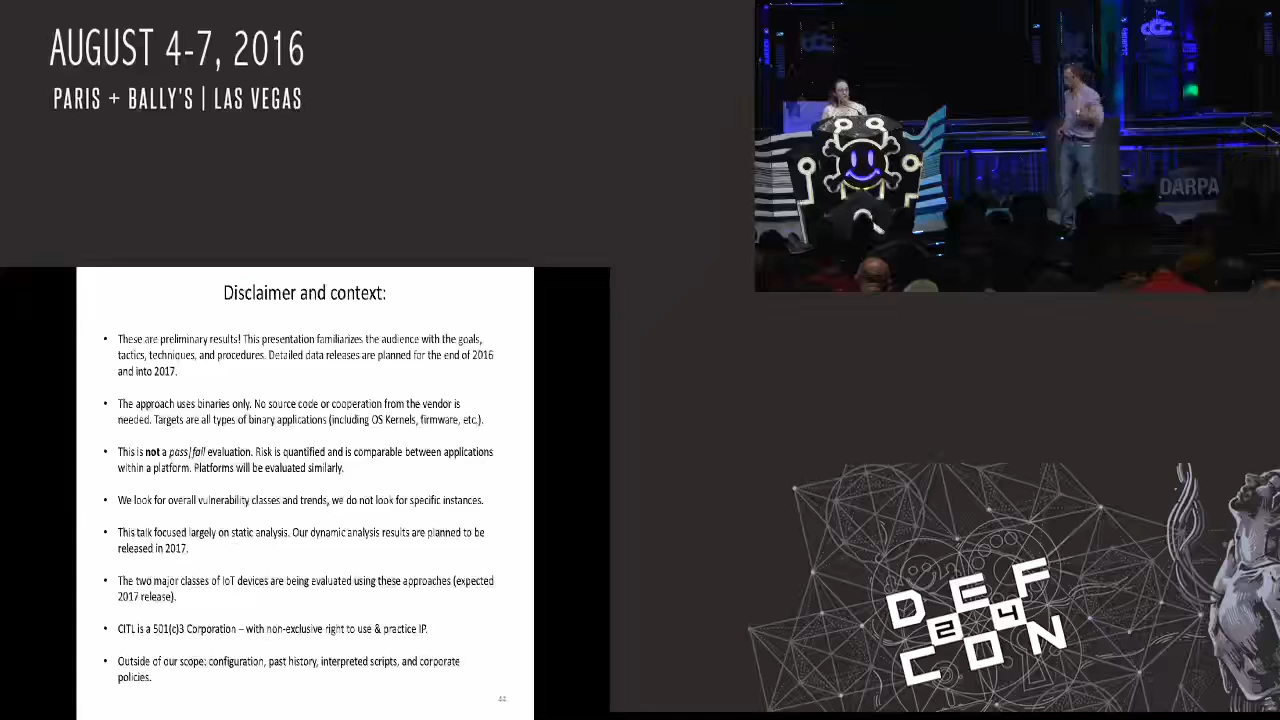 AUGUST 4-7, 2016
PARIS + BALLY'S | LAS VEGAS
DARPA
Disclaimer and context:
• These are preliminary results! This presentation familiarizes the audience with the goals,
tactics, techniques, and procedures. Detailed data releases are planned for the end of 2016
and into 2017.
• The approach uses binaries only. No source code or cooperation from the vendor is
needed. Targets are all types of binary applications (including OS Kernels, firmware, etc.).
• This is not a pass/fail evaluation. Risk is quantified and is comparable between applications
within a platform. Platforms will be evaluated similarly.
• We look for overall vulnerability classes and trends, we do not look for specific instances.
• This talk focused largely on static analysis. Our dynamic analysis results are planned to be
released in 2017.
• The two major classes of IoT devices are being evaluated using these approaches (expected
2017 release).
• CITL is a 501(c)3 Corporation – with non-exclusive right to use & practice IP.
• Outside of our scope: configuration, past history, interpreted scripts, and corporate
policies.
44
DEF
24
CON